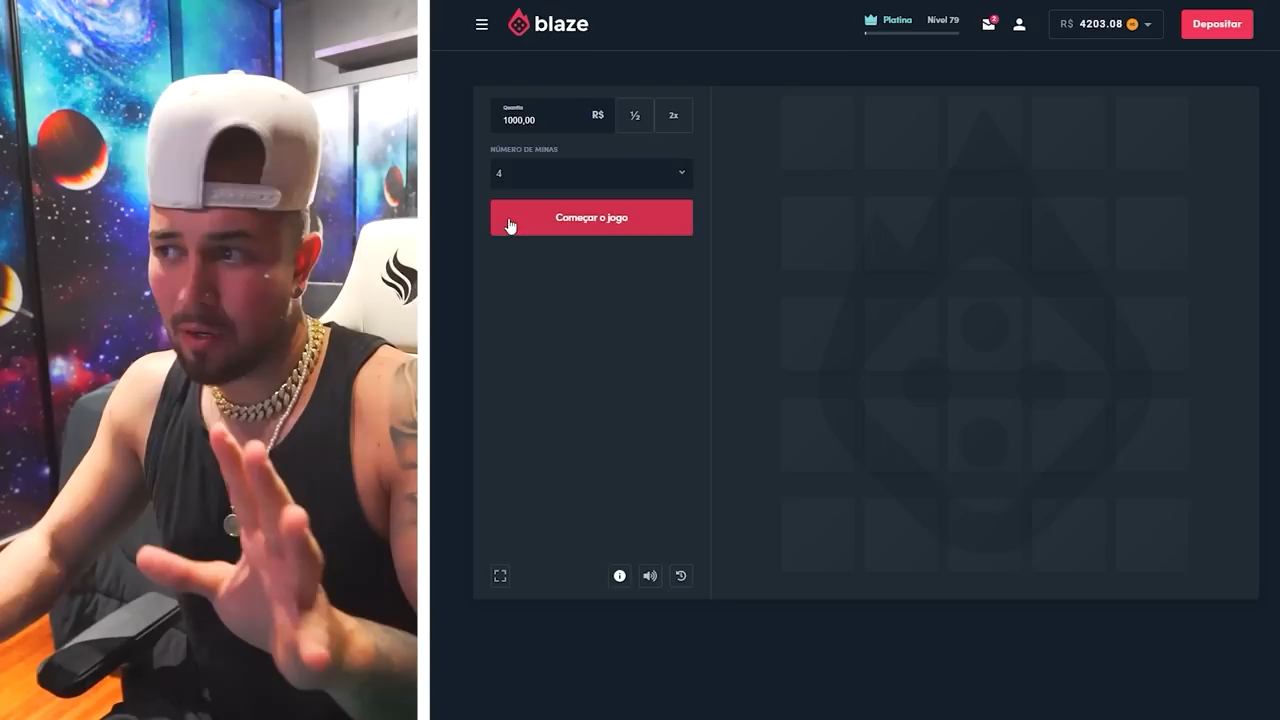 blaze
Platina Nível 79
2
R$ 4203.08
Depositar
Quantia
1000,00 R$ ½ 2x
NÚMERO DE MINAS
4
Começar o jogo